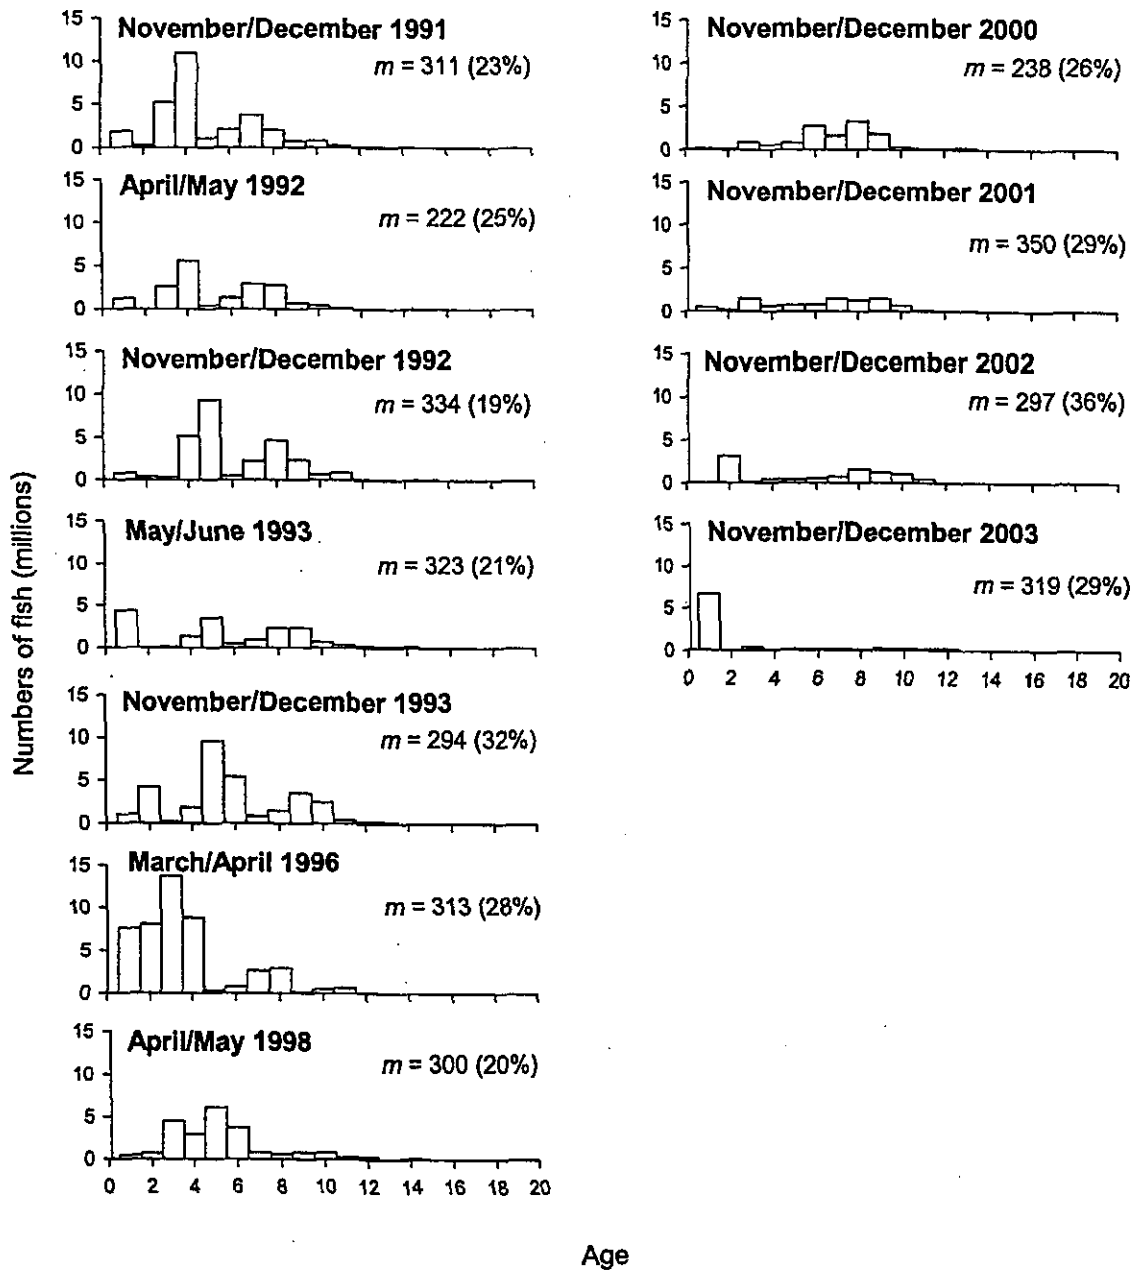 November/December 1991
m = 311 (23%)
15
10
5
0
April/May 1992
m = 222 (25%)
15
10
5
0
November/December 1992
m = 334 (19%)
15
10
5
0
May/June 1993
m = 323 (21%)
15
10
5
0
November/December 1993
m = 294 (32%)
15
10
5
0
March/April 1996
m = 313 (28%)
15
10
5
0
April/May 1998
m = 300 (20%)
15
10
5
0
0 2 4 6 8 10 12 14 16 18 20
November/December 2000
m = 238 (26%)
15
10
5
0
November/December 2001
m = 350 (29%)
15
10
5
0
November/December 2002
m = 297 (36%)
15
10
5
0
November/December 2003
m = 319 (29%)
15
10
5
0
0 2 4 6 8 10 12 14 16 18 20
Numbers of fish (millions)
Age